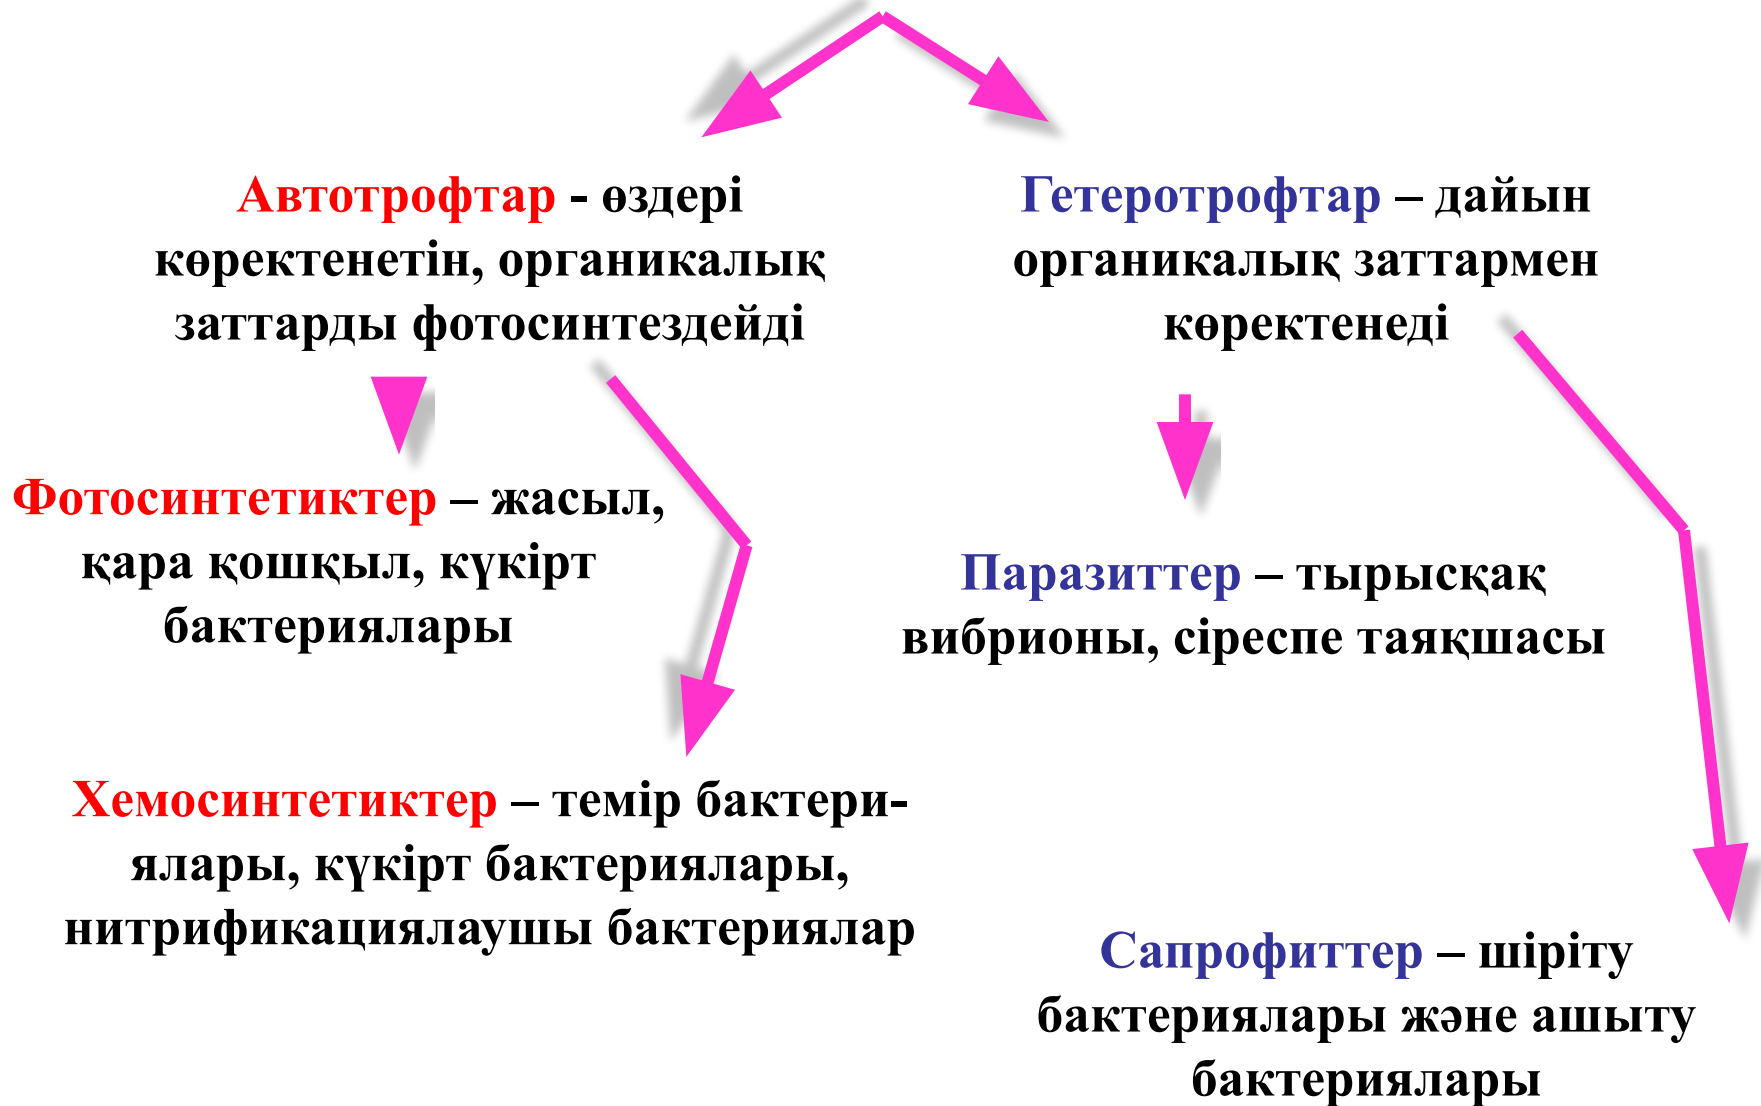 Автотрофтар - өздері
көректенетін, органикалық
заттарды фотосинтездейді
Гетеротрофтар – дайын
органикалық заттармен
көректенеді
Фотосинтетиктер – жасыл,
қара қошқыл, күкірт
бактериялары
Паразиттер – тырысқақ
вибрионы, сіреспе таяқшасы
Хемосинтетиктер – темір бактери-
ялары, күкірт бактериялары,
нитрификациялаушы бактериялар
Сапрофиттер – шіріту
бактериялары және ашыту
бактериялары